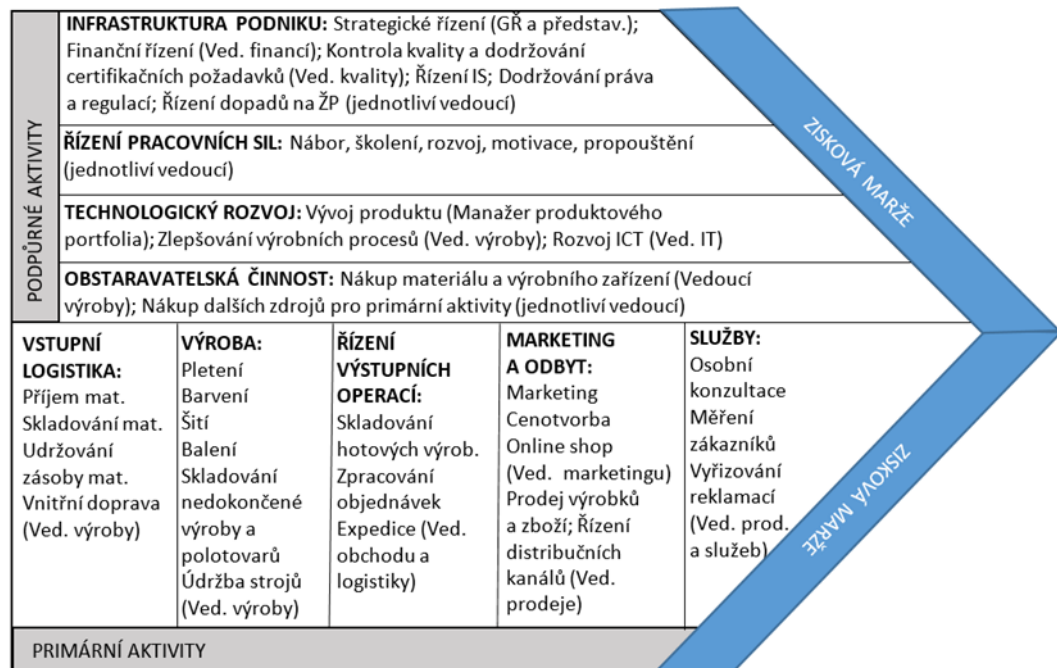 PODPŮRNÉ AKTIVITY
INFRASTRUKTURA PODNIKU: Strategické řízení (GŘ a představ.);
Finanční řízení (Ved. financí); Kontrola kvality a dodržování
certifikačních požadavků (Ved. kvality); Řízení IS; Dodržování práva
a regulací; Řízení dopadů na ŽP (jednotliví vedoucí)
ŘÍZENÍ PRACOVNÍCH SIL: Nábor, školení, rozvoj, motivace, propouštění
(jednotliví vedoucí)
TECHNOLOGICKÝ ROZVOJ: Vývoj produktu (Manažer produktového
portfolia); Zlepšování výrobních procesů (Ved. výroby); Rozvoj ICT (Ved. IT)
OBSTARAVATELSKÁ ČINNOST: Nákup materiálu a výrobního zařízení (Vedoucí
výroby); Nákup dalších zdrojů pro primární aktivity (jednotliví vedoucí)
ZISKOVÁ MARŽE
VSTUPNÍ
LOGISTIKA:
Příjem mat.
Skladování mat.
Udržování
zásoby mat.
Vnitřní doprava
(Ved. výroby)
VÝROBA:
Pletení
Barvení
Šití
Balení
Skladování
nedokončené
výroby a
polotovarů
Údržba strojů
(Ved. výroby)
ŘÍZENÍ
VÝSTUPNÍCH
OPERACÍ:
Skladování
hotových výrob.
Zpracování
objednávek
Expedice (Ved.
obchodu a
logistiky)
MARKETING
A ODBYT:
Marketing
Cenotvorba
Online shop
(Ved. marketingu)
Prodej výrobků
a zboží; Řízení
distribučních
kanálů (Ved.
prodeje)
SLUŽBY:
Osobní
konzultace
Měření
zákazníků
Vyřizování
reklamací
(Ved. prod.
a služeb)
ZISKOVÁ MARŽE
PRIMÁRNÍ AKTIVITY